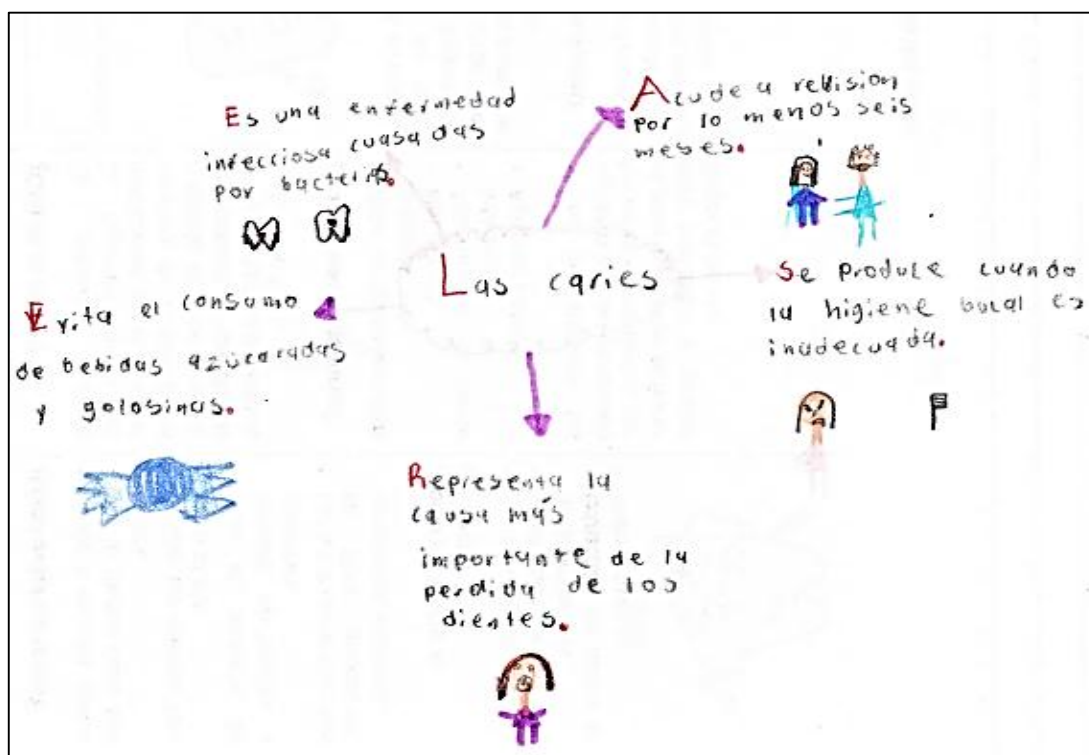 Las caries
Es una enfermedad
infecciosa cuasadas
por bacteria.
Acude a revision
por lo menos seis
meses.
Se produce cuando
la higiene bucal es
inadecuada.
Evita el consumo
de bebidas azucaradas
y golosinas.
Representa la
causa más
importante de la
perdida de los
dientes.